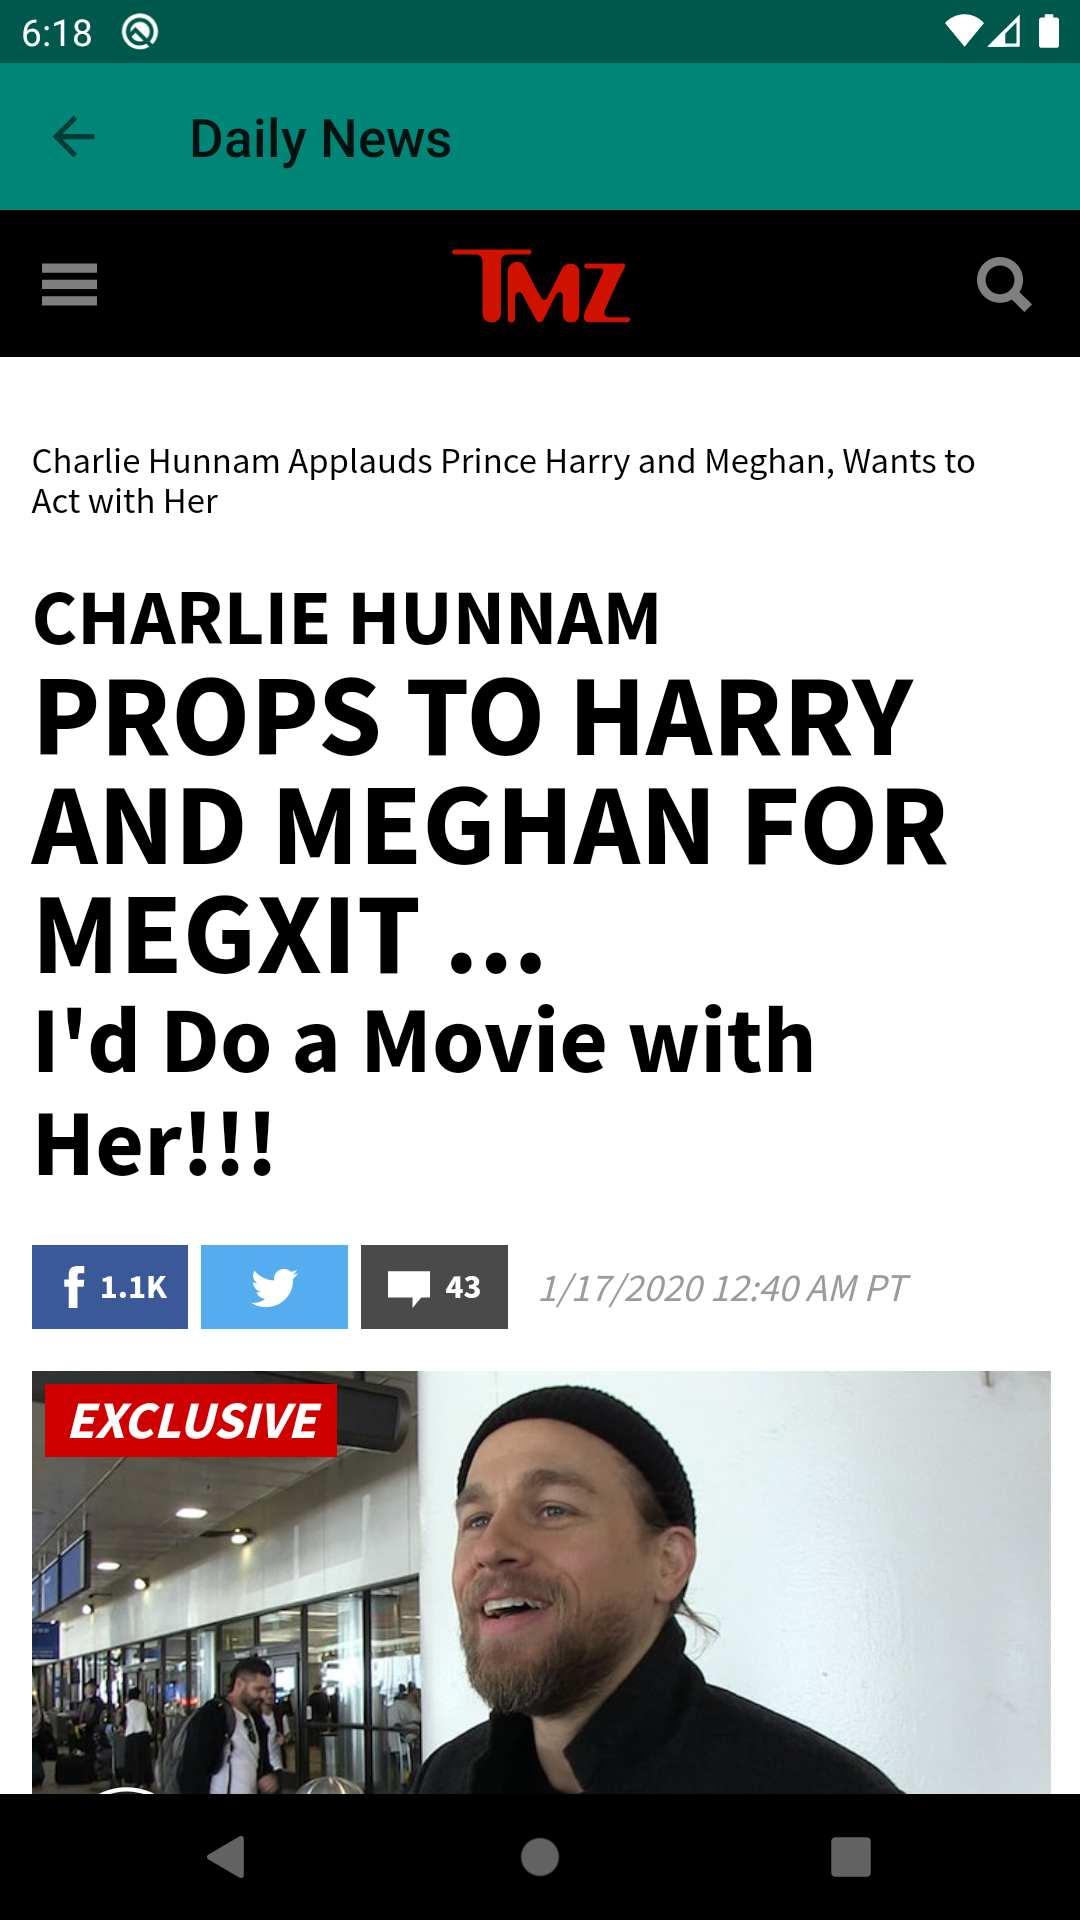 6:18
Daily News
TMZ
Charlie Hunnam Applauds Prince Harry and Meghan, Wants to
Act with Her
CHARLIE HUNNAM
PROPS TO HARRY
AND MEGHAN FOR
MEGXIT ...
I'd Do a Movie with
Her!!!
f 1.1K 43 1/17/2020 12:40 AM PT
EXCLUSIVE